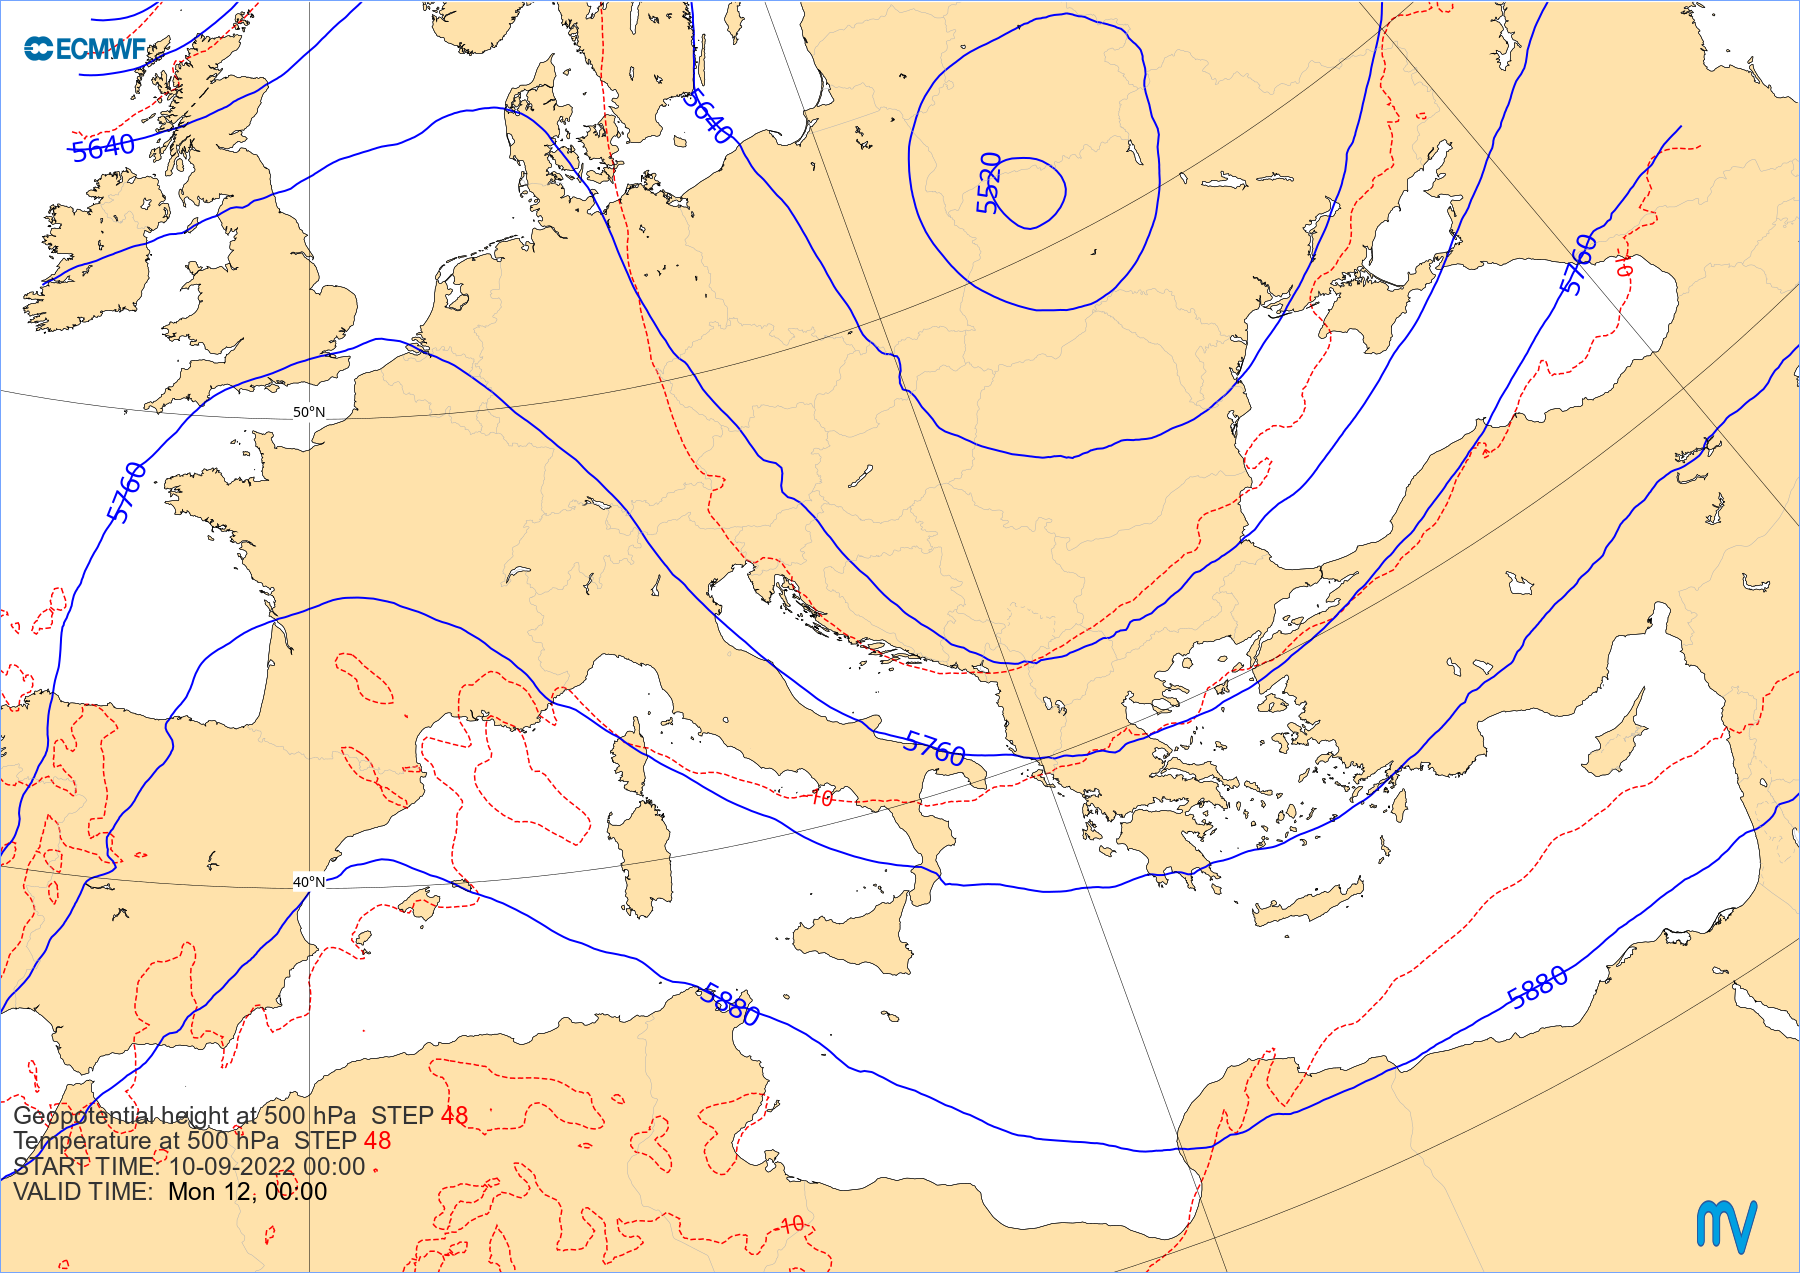 ECMWF
5640
5640
5520
5760
-10
50°N
5760
5760
-10
40°N
5880
5880
Geopotential height at 500 hPa STEP 48
Temperature at 500 hPa STEP 48
START TIME: 10-09-2022 00:00
VALID TIME: Mon 12, 00:00
-10